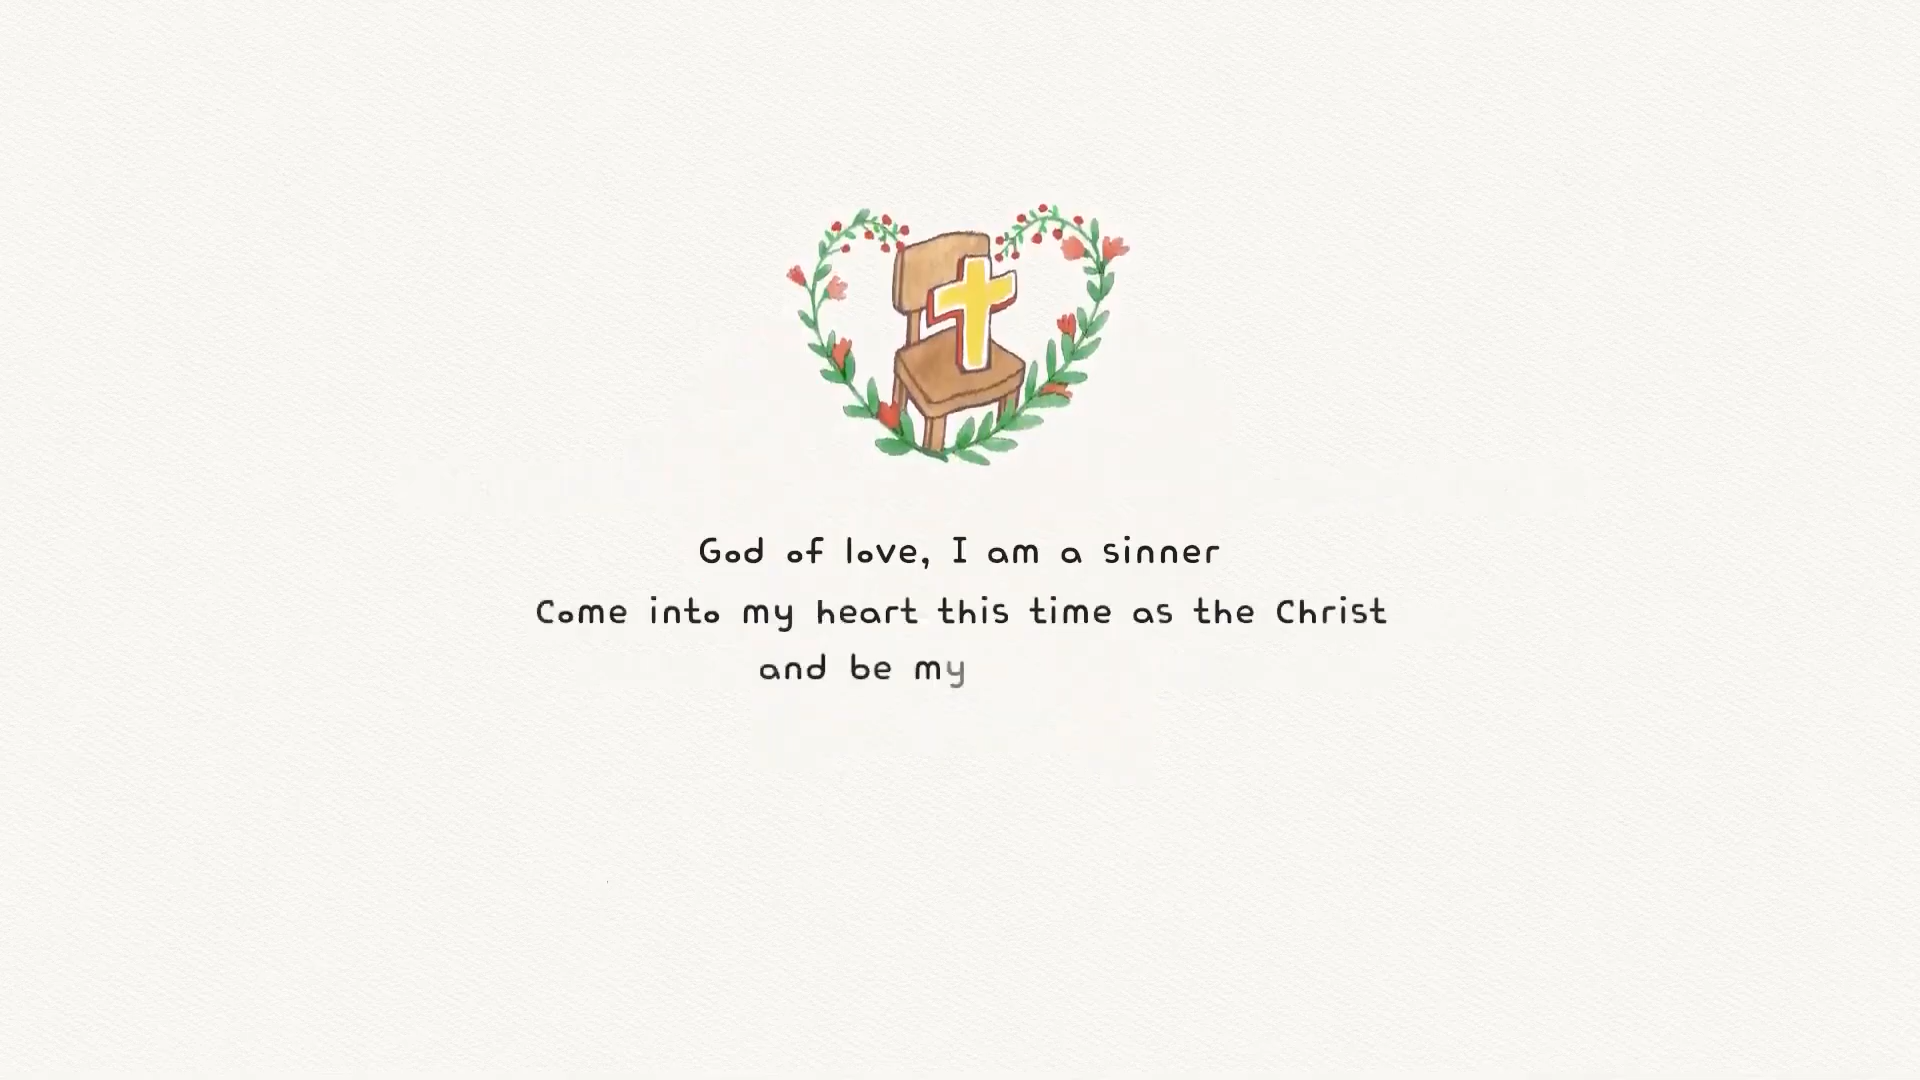 God of love, I am a sinner
Come into my heart this time as the Christ
and be my